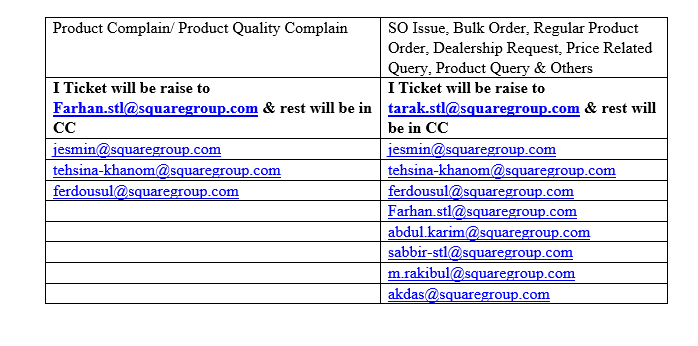 Product Complain/ Product Quality Complain
SO Issue, Bulk Order, Regular Product
Order, Dealership Request, Price Related
Query, Product Query & Others
I Ticket will be raise to
Farhan.stl@squaregroup.com & rest will be in
CC
I Ticket will be raise to
tarak.stl@squaregroup.com & rest will
be in CC
jesmin@squaregroup.com
jesmin@squaregroup.com
tehsina-khanom@squaregroup.com
tehsina-khanom@squaregroup.com
ferdousul@squaregroup.com
ferdousul@squaregroup.com
Farhan.stl@squaregroup.com
abdul.karim@squaregroup.com
sabbir-stl@squaregroup.com
m.rakibul@squaregroup.com
akdas@squaregroup.com